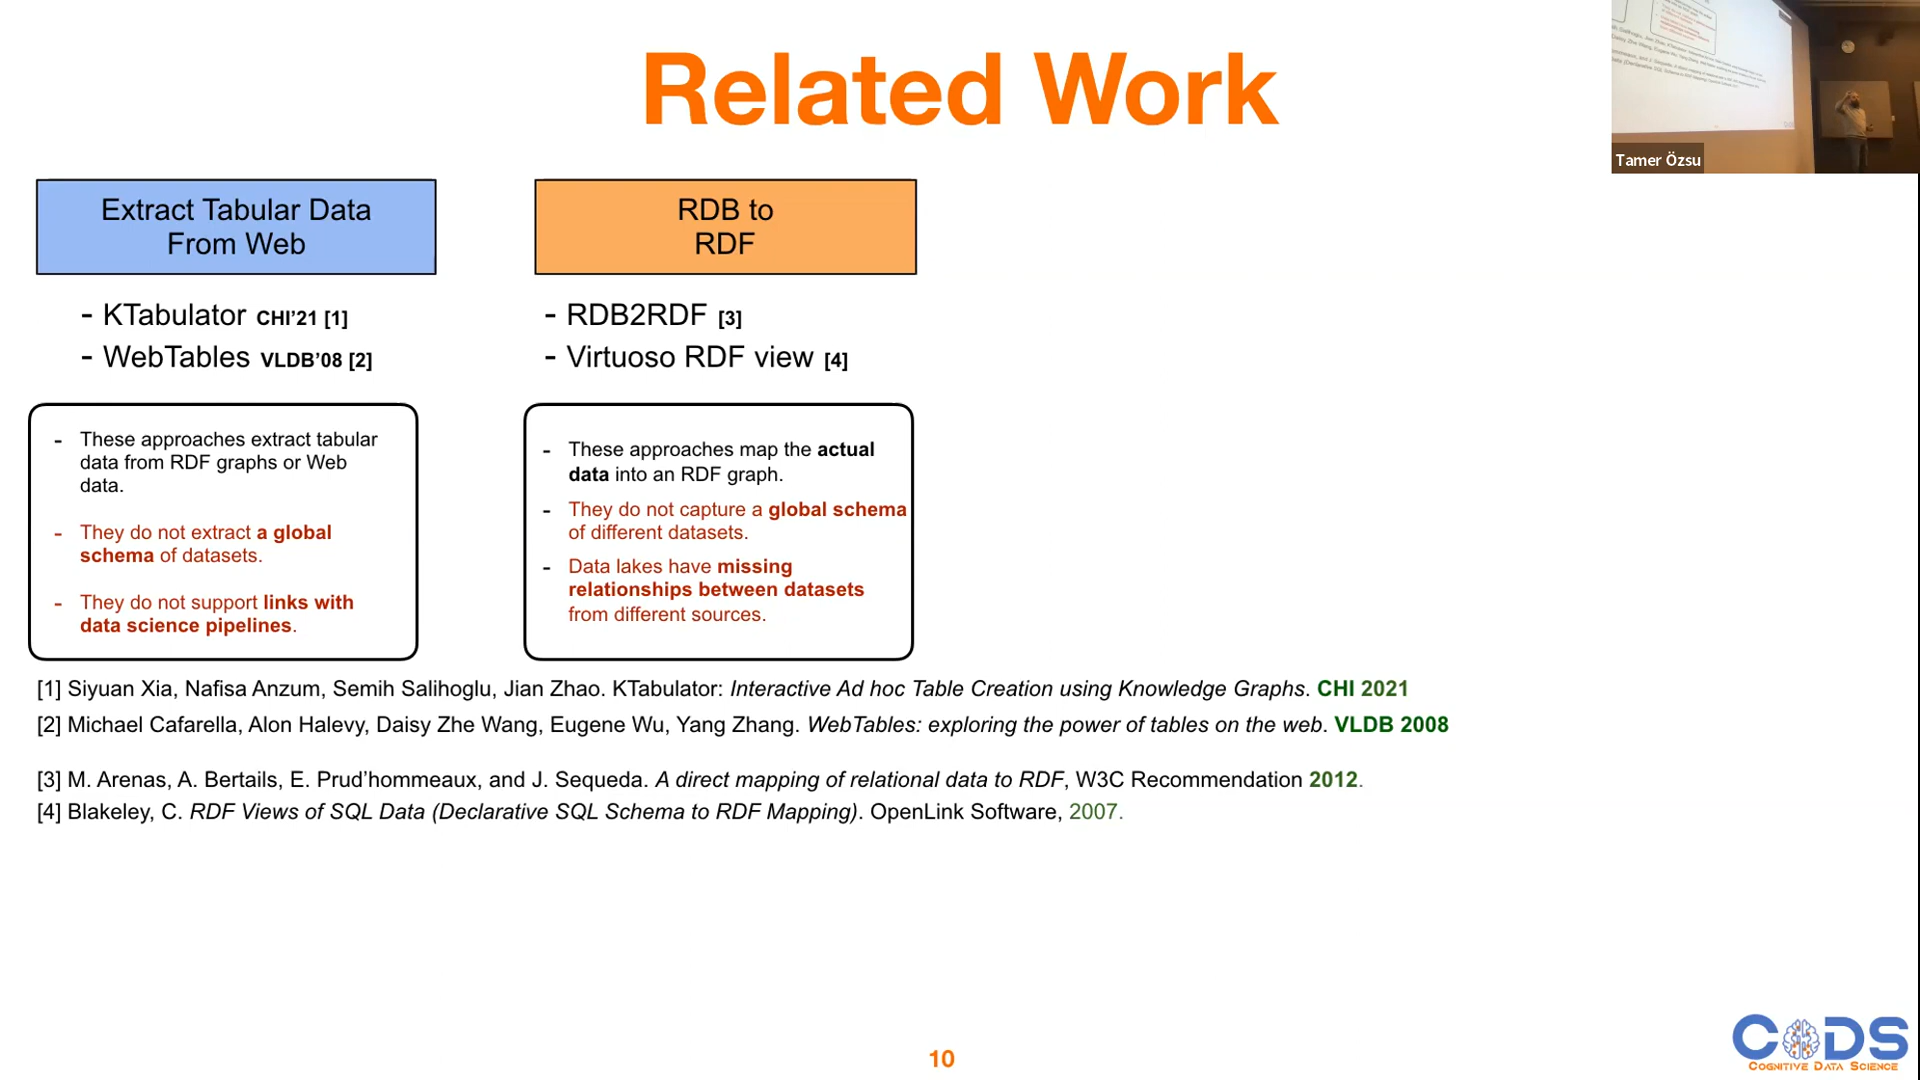 Related Work
Tamer Özsu
Extract Tabular Data
From Web
- KTabulator CHI'21 [1]
- WebTables VLDB'08 [2]
- These approaches extract tabular
data from RDF graphs or Web
data.
- They do not extract a global
schema of datasets.
- They do not support links with
data science pipelines.
RDB to
RDF
- RDB2RDF [3]
- Virtuoso RDF view [4]
- These approaches map the actual
data into an RDF graph.
- They do not capture a global schema
of different datasets.
- Data lakes have missing
relationships between datasets
from different sources.
[1] Siyuan Xia, Nafisa Anzum, Semih Salihoglu, Jian Zhao. KTabulator: Interactive Ad hoc Table Creation using Knowledge Graphs. CHI 2021
[2] Michael Cafarella, Alon Halevy, Daisy Zhe Wang, Eugene Wu, Yang Zhang. WebTables: exploring the power of tables on the web. VLDB 2008
[3] M. Arenas, A. Bertails, E. Prud'hommeaux, and J. Sequeda. A direct mapping of relational data to RDF, W3C Recommendation 2012.
[4] Blakeley, C. RDF Views of SQL Data (Declarative SQL Schema to RDF Mapping). OpenLink Software, 2007.
10
CODS
COGNITIVE DATA SCIENCE